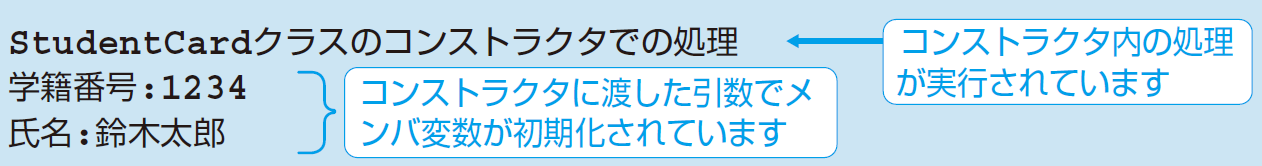 StudentCardクラスのコンストラクタでの処理
コンストラクタ内の処理
が実行されています
学籍番号:1234
氏名:鈴木太郎
コンストラクタに渡した引数でメ
ンバ変数が初期化されています